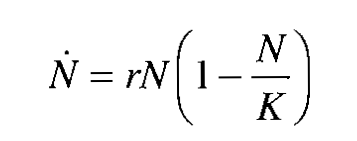 Ṅ = rN(1 − N/K)